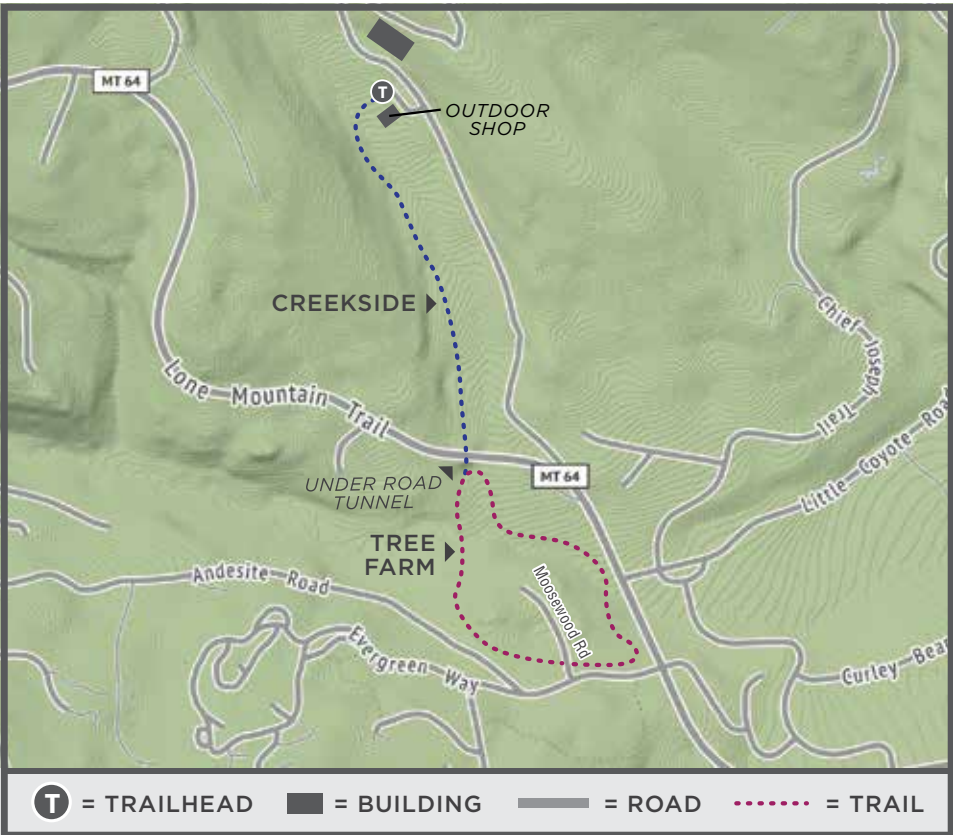 MT 64
T
OUTDOOR
SHOP
CREEKSIDE
Chief Joseph Trail
Lone Mountain Trail
Little Coyote Road
MT 64
UNDER ROAD
TUNNEL
TREE
FARM
Andesite Road
Moosewood Rd
Evergreen Way
Curley Bear
T = TRAILHEAD = BUILDING = ROAD = TRAIL